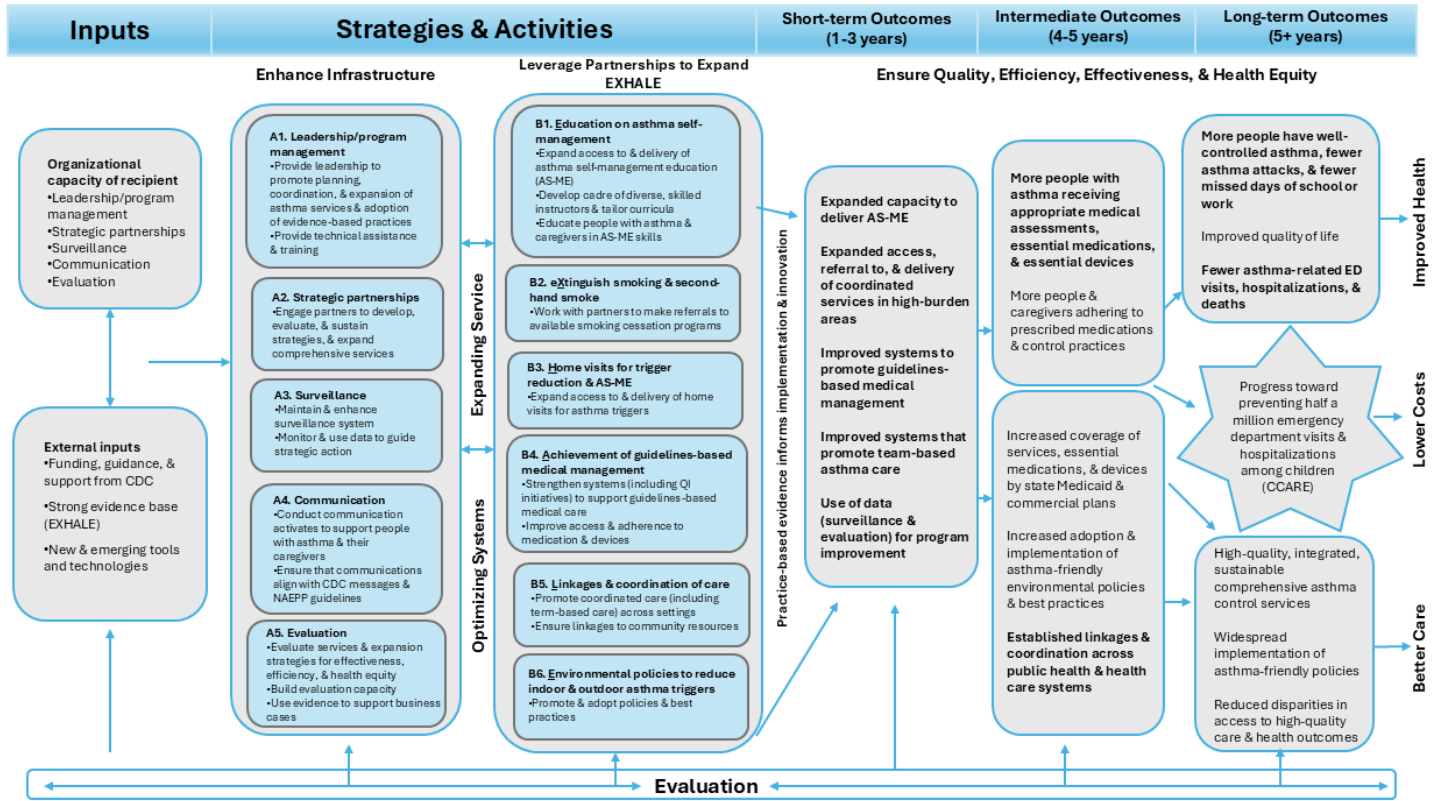 Inputs
Strategies & Activities
Short-term Outcomes
(1-3 years)
Intermediate Outcomes
(4-5 years)
Long-term Outcomes
(5+ years)
Enhance Infrastructure
Leverage Partnerships to Expand
EXHALE
Ensure Quality, Efficiency, Effectiveness, & Health Equity
Organizational
capacity of recipient
•Leadership/program
management
•Strategic partnerships
•Surveillance
•Communication
•Evaluation
External inputs
•Funding, guidance, &
support from CDC
•Strong evidence base
(EXHALE)
•New & emerging tools
and technologies
A1. Leadership/program
management
•Provide leadership to
promote planning,
coordination, & expansion of
asthma services & adoption
of evidence-based practices
•Provide technical assistance
& training
A2. Strategic partnerships
•Engage partners to develop,
evaluate, & sustain
strategies, & expand
comprehensive services
A3. Surveillance
•Maintain & enhance
surveillance system
•Monitor & use data to guide
strategic action
A4. Communication
•Conduct communication
activates to support people
with asthma & their
caregivers
•Ensure that communications
align with CDC messages &
NAEPP guidelines
A5. Evaluation
•Evaluate services & expansion
strategies for effectiveness,
efficiency, & health equity
•Build evaluation capacity
•Use evidence to support business
cases
Expanding Service
Optimizing Systems
B1. Education on asthma self-
management
•Expand access to & delivery of
asthma self-management education
(AS-ME)
•Develop cadre of diverse, skilled
instructors & tailor curricula
•Educate people with asthma &
caregivers in AS-ME skills
B2. eXtinguish smoking & second-
hand smoke
•Work with partners to make referrals to
available smoking cessation programs
B3. Home visits for trigger
reduction & AS-ME
•Expand access to & delivery of home
visits for asthma triggers
B4. Achievement of guidelines-based
medical management
•Strengthen systems (including QI
initiatives) to support guidelines-based
medical care
•Improve access & adherence to
medication & devices
B5. Linkages & coordination of care
•Promote coordinated care (including
term-based care) across settings
•Ensure linkages to community resources
B6. Environmental policies to reduce
indoor & outdoor asthma triggers
•Promote & adopt policies & best
practices
Practice-based evidence informs implementation & innovation
Expanded capacity to
deliver AS-ME
Expanded access,
referral to, & delivery
of coordinated
services in high-burden
areas
Improved systems to
promote guidelines-
based medical
management
Improved systems that
promote team-based
asthma care
Use of data
(surveillance &
evaluation) for program
improvement
More people with
asthma receiving
appropriate medical
assessments,
essential medications,
& essential devices
More people &
caregivers adhering to
prescribed medications
& control practices
Increased coverage of
services, essential
medications, & devices
by state Medicaid &
commercial plans
Increased adoption &
implementation of
asthma-friendly
environmental policies
& best practices
Established linkages &
coordination across
public health & health
care systems
More people have well-
controlled asthma, fewer
asthma attacks, & fewer
missed days of school or
work
Improved quality of life
Fewer asthma-related ED
visits, hospitalizations, &
deaths
Progress toward
preventing half a
million emergency
department visits &
hospitalizations
among children
(CCARE)
High-quality, integrated,
sustainable
comprehensive asthma
control services
Widespread
implementation of
asthma-friendly policies
Reduced disparities in
access to high-quality
care & health outcomes
Improved Health
Lower Costs
Better Care
Evaluation